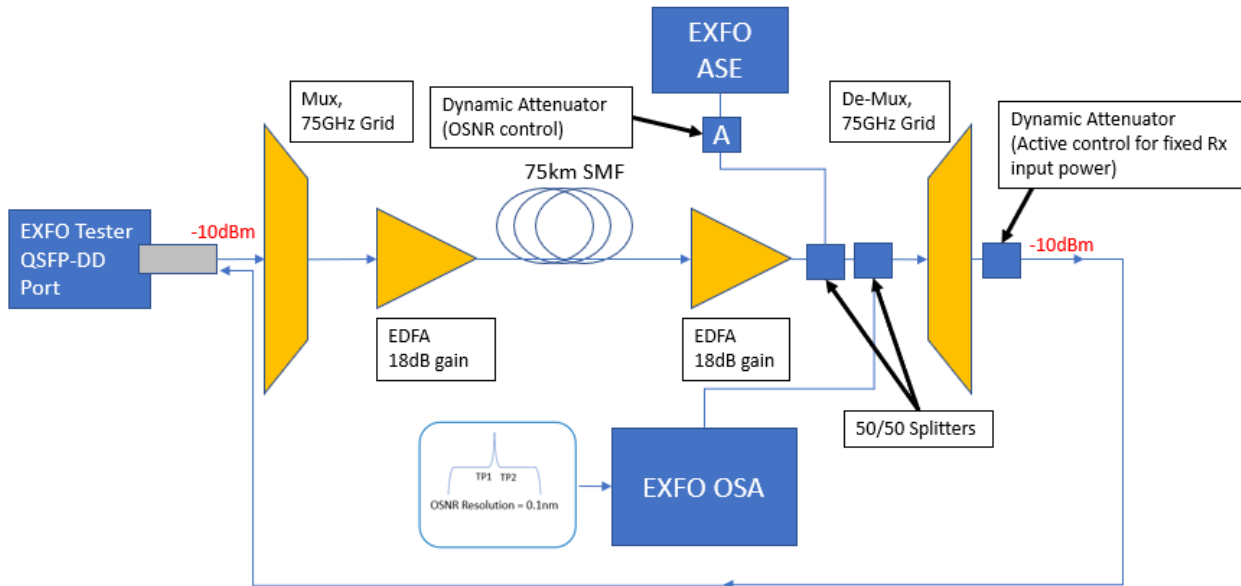 EXFO
ASE
Mux,
75GHz Grid
Dynamic Attenuator
(OSNR control)
A
De-Mux,
75GHz Grid
Dynamic Attenuator
(Active control for fixed Rx
input power)
75km SMF
EXFO Tester
QSFP-DD
Port
-10dBm
-10dBm
EDFA
18dB gain
EDFA
18dB gain
50/50 Splitters
TP1 TP2
OSNR Resolution = 0.1nm
EXFO OSA